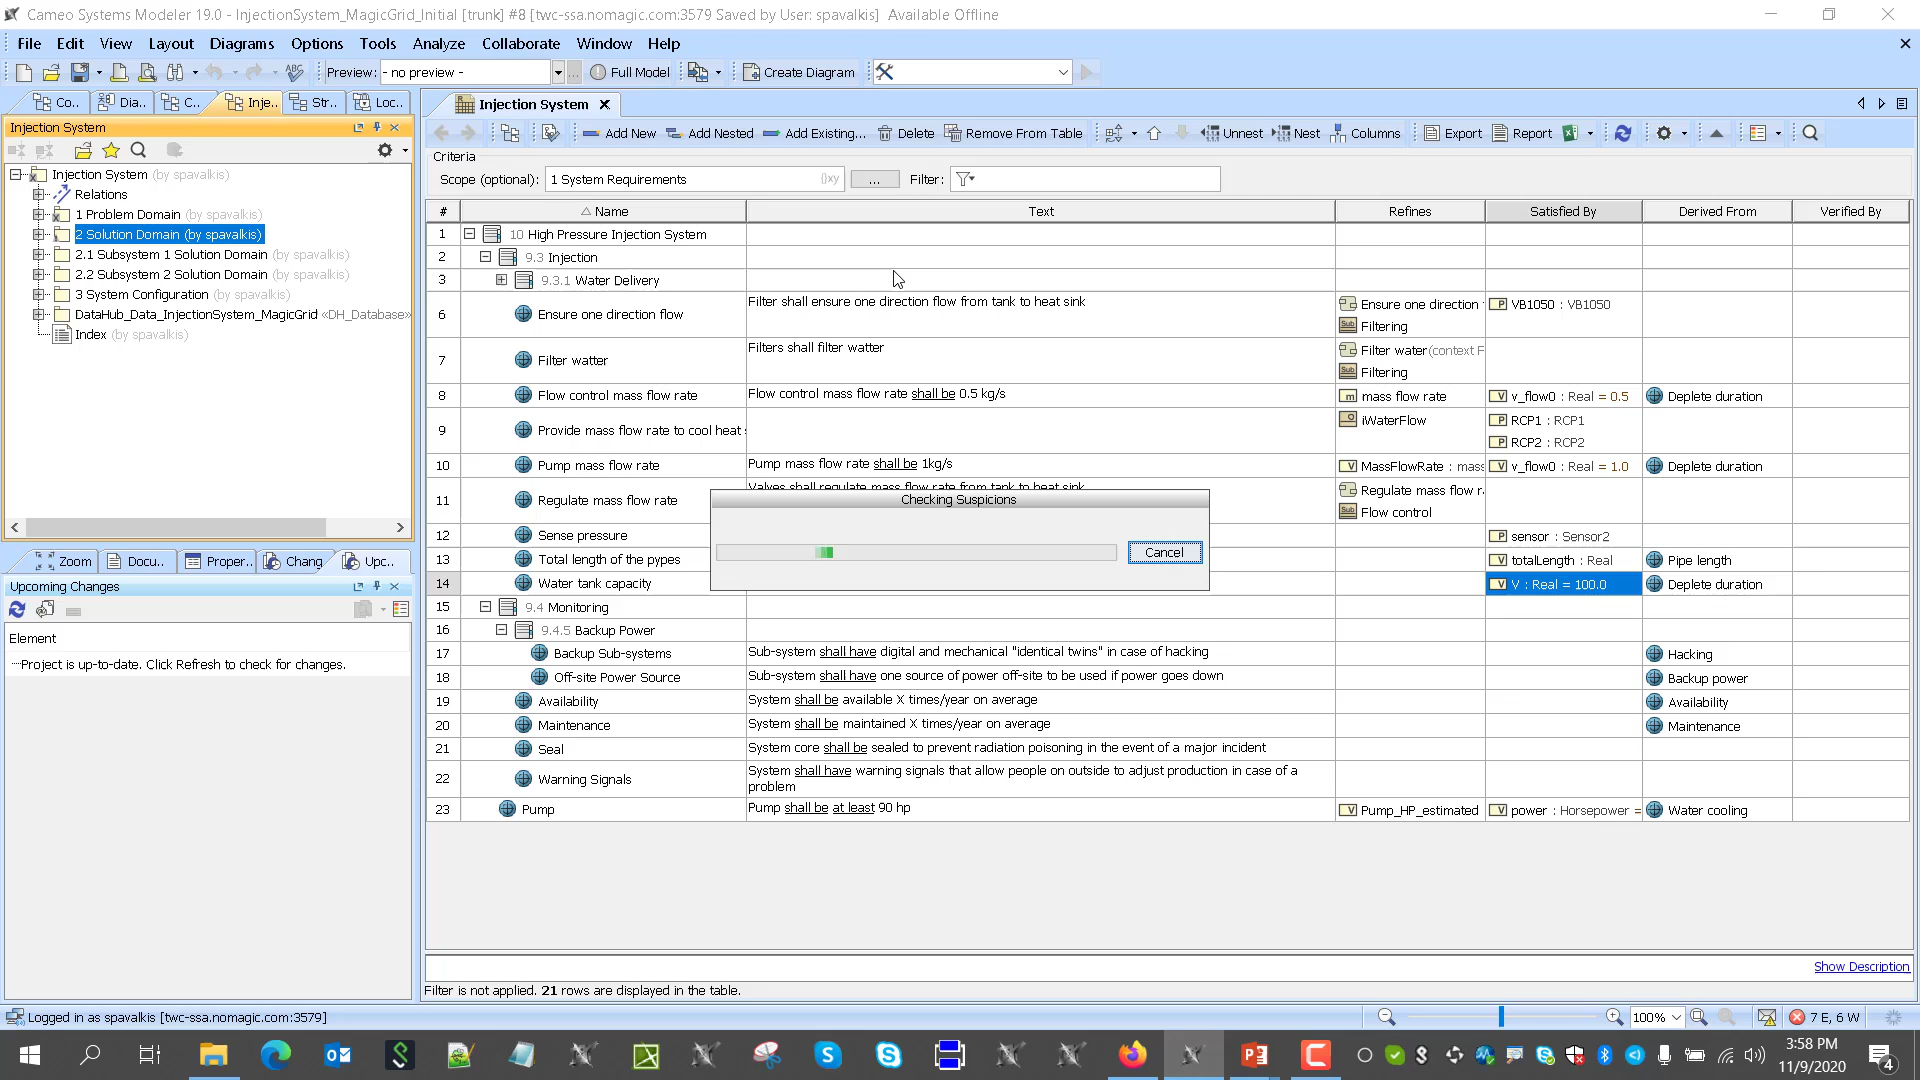 Cameo Systems Modeler 19.0 - InjectionSystem_MagicGrid_Initial [trunk] #8 [twc-ssa.nomagic.com:3579 Saved by User: spavalkis] Available Offline
File Edit View Layout Diagrams Options Tools Analyze Collaborate Window Help
Preview: - no preview - ... Full Model Create Diagram
Co.. Dia.. C.. Inje.. Str.. Loc..
Injection System
Injection System (by spavalkis)
Relations
1 Problem Domain (by spavalkis)
2 Solution Domain (by spavalkis)
2.1 Subsystem 1 Solution Domain (by spavalkis)
2.2 Subsystem 2 Solution Domain (by spavalkis)
3 System Configuration (by spavalkis)
DataHub_Data_InjectionSystem_MagicGrid «DH_Database»
Index (by spavalkis)
Zoom Docu... Proper.. Chang Upc..
Upcoming Changes
Element
Project is up-to-date. Click Refresh to check for changes.
Injection System
Add New Add Nested Add Existing... Delete Remove From Table Unnest Nest Columns Export Report
Criteria
Scope (optional): 1 System Requirements {}xy ... Filter:
# Name Text Refines Satisfied By Derived From Verified By
1 10 High Pressure Injection System
2 9.3 Injection
3 9.3.1 Water Delivery
6 Ensure one direction flow Filter shall ensure one direction flow from tank to heat sink Ensure one direction VB1050 : VB1050
Filtering
7 Filter watter Filters shall filter watter Filter water(context F
Filtering
8 Flow control mass flow rate Flow control mass flow rate shall be 0.5 kg/s mass flow rate v_flow0 : Real = 0.5 Deplete duration
9 Provide mass flow rate to cool heat iWaterFlow RCP1 : RCP1
RCP2 : RCP2
10 Pump mass flow rate Pump mass flow rate shall be 1kg/s MassFlowRate : mass v_flow0 : Real = 1.0 Deplete duration
11 Regulate mass flow rate Valves shall regulate mass flow rate from tank to heat sink Regulate mass flow r
Flow control
12 Sense pressure sensor : Sensor2
13 Total length of the pypes totalLength : Real Pipe length
14 Water tank capacity V : Real = 100.0 Deplete duration
Checking Suspicions
Cancel
15 9.4 Monitoring
16 9.4.5 Backup Power
17 Backup Sub-systems Sub-system shall have digital and mechanical "identical twins" in case of hacking Hacking
18 Off-site Power Source Sub-system shall have one source of power off-site to be used if power goes down Backup power
19 Availability System shall be available X times/year on average Availability
20 Maintenance System shall be maintained X times/year on average Maintenance
21 Seal System core shall be sealed to prevent radiation poisoning in the event of a major incident
22 Warning Signals System shall have warning signals that allow people on outside to adjust production in case of a
problem
23 Pump Pump shall be at least 90 hp Pump_HP_estimated power : Horsepower = Water cooling
Show Description
Filter is not applied. 21 rows are displayed in the table.
Logged in as spavalkis [twc-ssa.nomagic.com:3579] 100% 7 E, 6 W
3:58 PM
11/9/2020
4